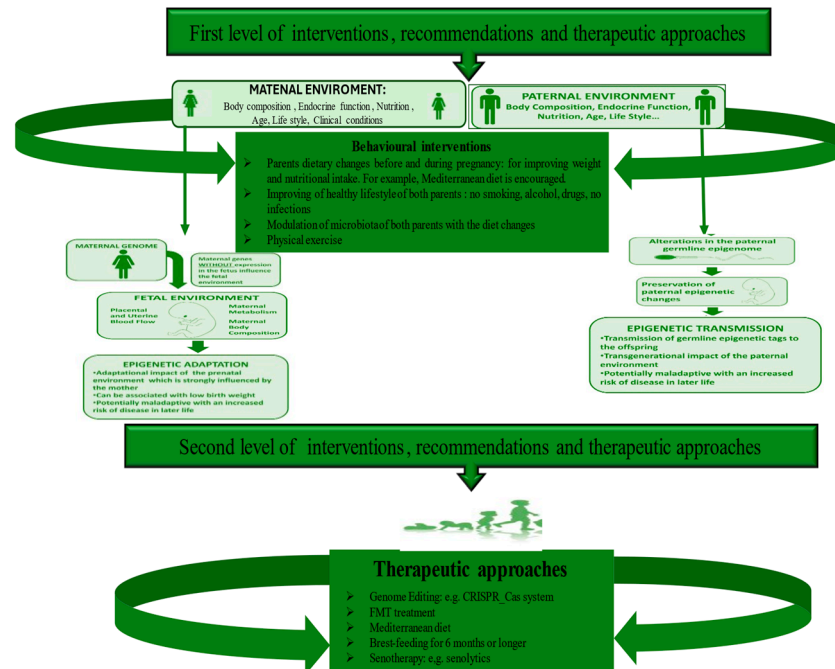 First level of interventions, recommendations and therapeutic approaches
MATENAL ENVIROMENT:
Body composition , Endocrine function , Nutrition ,
Age, Life style, Clinical conditions
PATERNAL ENVIRONMENT
Body Composition, Endocrine Function,
Nutrition, Age, Life Style...
Behavioural interventions
➢ Parents dietary changes before and during pregnancy: for improving weight
and nutritional intake. For example, Mediterranean diet is encouraged.
➢ Improving of healthy lifestyle of both parents : no smoking, alcohol, drugs, no
infections
➢ Modulation of microbiota of both parents with the diet changes
➢ Physical exercise
MATERNAL GENOME
Maternal genes
WITHOUT expression
in the fetus influence
the fetal
environment
FETAL ENVIRONMENT
Placental
and Uterine
Blood Flow
Maternal
Metabolism
Maternal
Body
Composition
EPIGENETIC ADAPTATION
•Adaptational impact of the prenatal
environment which is strongly influenced by
the mother
•Can be associated with low birth weight
•Potentially maladaptive with an increased
risk of disease in later life
Alterations in the paternal
germline epigenome
Preservation of
paternal epigenetic
changes
EPIGENETIC TRANSMISSION
•Transmission of germline epigenetic tags to
the offspring
•Transgenerational impact of the paternal
environment
•Potentially maladaptive with an increased
risk of disease in later life
Second level of interventions, recommendations and therapeutic approaches
Therapeutic approaches
➢ Genome Editing: e.g. CRISPR_Cas system
➢ FMT treatment
➢ Mediterranean diet
➢ Brest-feeding for 6 months or longer
➢ Senotherapy: e,g. senolytics